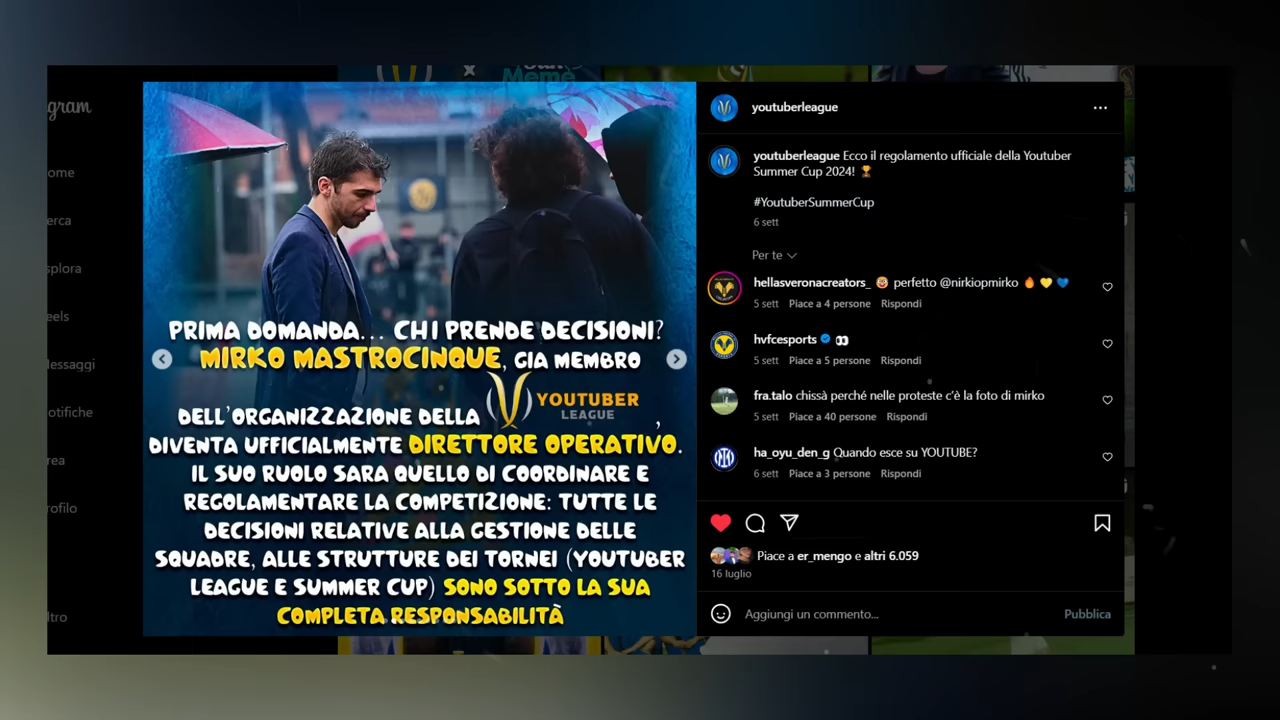 gram
x
Meme
ome
erca
splora
eels
lessaggi
otifiche
rea
rofilo
ltro
PRIMA DOMANDA... CHI PRENDE DECISIONI?
MIRKO MASTROCINQUE, GIA MEMBRO
DELL'ORGANIZZAZIONE DELLA YOUTUBER LEAGUE,
DIVENTA UFFICIALMENTE DIRETTORE OPERATIVO.
IL SUO RUOLO SARA QUELLO DI COORDINARE E
REGOLAMENTARE LA COMPETIZIONE: TUTTE LE
DECISIONI RELATIVE ALLA GESTIONE DELLE
SQUADRE, ALLE STRUTTURE DEI TORNEI (YOUTUBER
LEAGUE E SUMMER CUP) SONO SOTTO LA SUA
COMPLETA RESPONSABILITÀ
youtuberleague
youtuberleague Ecco il regolamento ufficiale della Youtuber
Summer Cup 2024! 🏆
#YoutuberSummerCup
6 sett
Per te
hellasveronacreators_ 🤡 perfetto @nirkiopmirko 🔥 💛 💙
5 sett Piace a 4 persone Rispondi
hvfcesports 👀
5 sett Piace a 5 persone Rispondi
fra.talo chissà perché nelle proteste c'è la foto di mirko
5 sett Piace a 40 persone Rispondi
ha_oyu_den_g Quando esce su YOUTUBE?
6 sett Piace a 3 persone Rispondi
Piace a er_mengo e altri 6.059
16 luglio
Aggiungi un commento... Pubblica